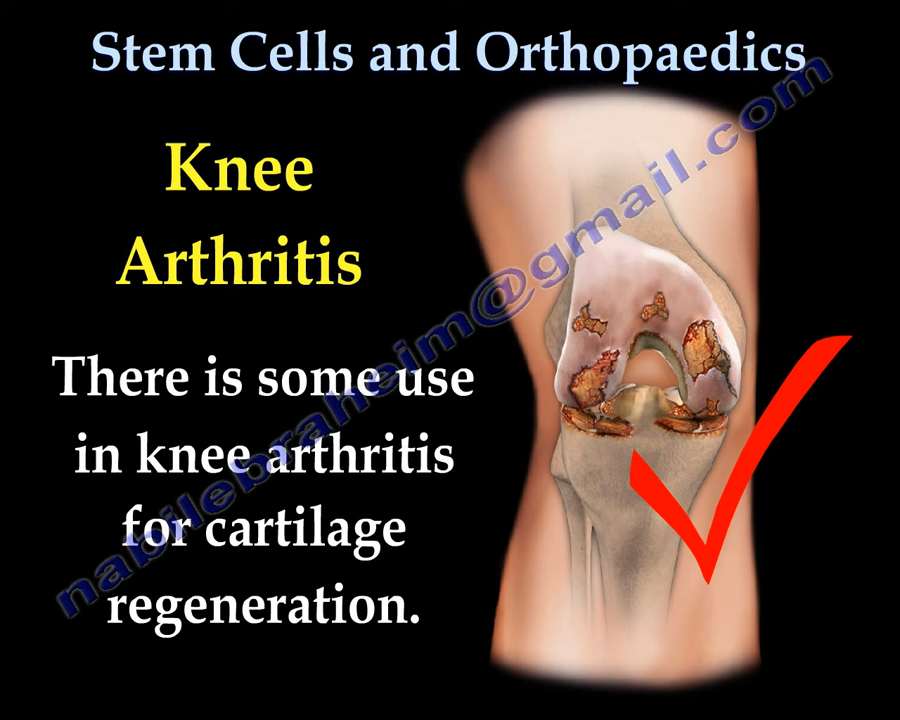 Stem Cells and Orthopaedics
Knee
Arthritis
There is some use
in knee arthritis
for cartilage
regeneration.
nabilebraheim@gmail.com